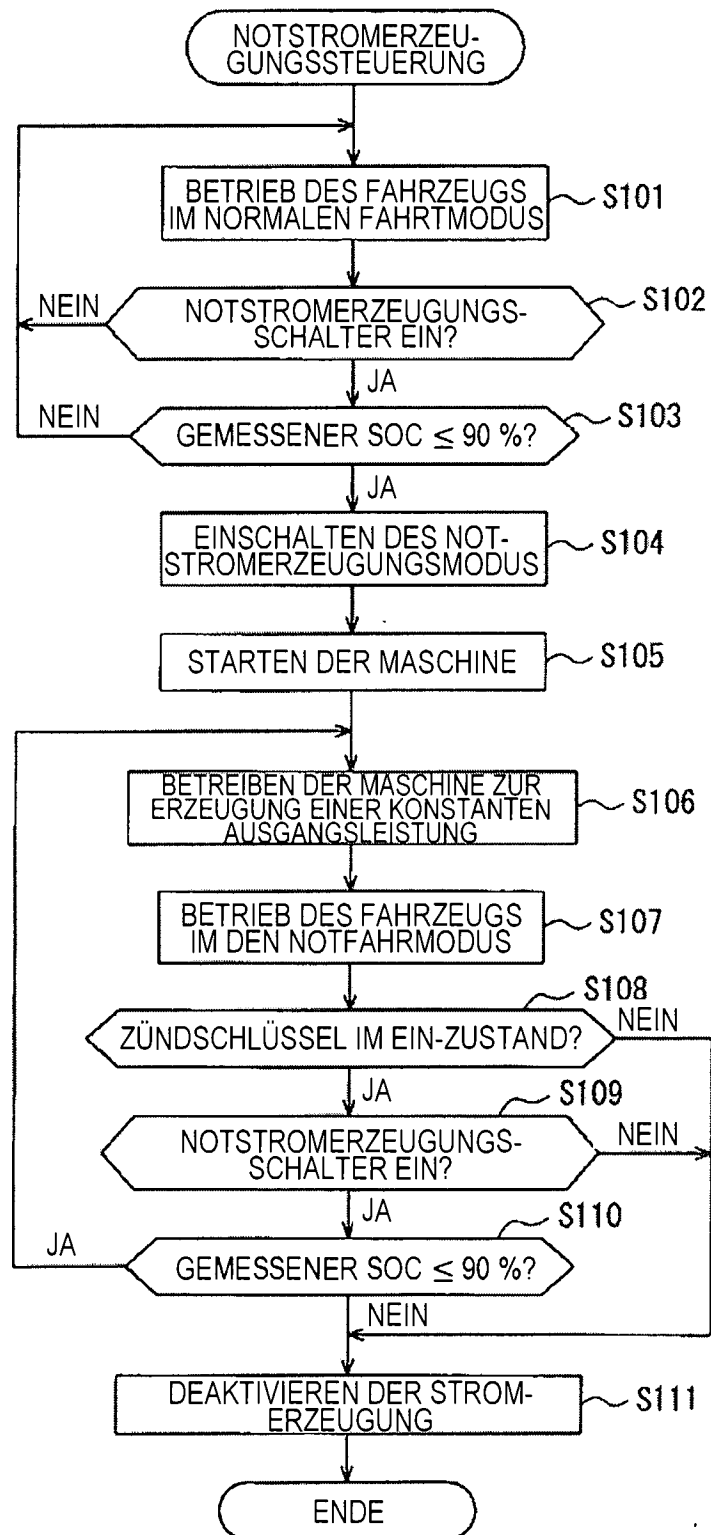 NOTSTROMERZEU-
GUNGSSTEUERUNG
BETRIEB DES FAHRZEUGS
IM NORMALEN FAHRTMODUS
S101
NEIN
NOTSTROMERZEUGUNGS-
SCHALTER EIN?
S102
JA
NEIN
GEMESSENER SOC ≤ 90 %?
S103
JA
EINSCHALTEN DES NOT-
STROMERZEUGUNGSMODUS
S104
STARTEN DER MASCHINE
S105
BETREIBEN DER MASCHINE ZUR
ERZEUGUNG EINER KONSTANTEN
AUSGANGSLEISTUNG
S106
BETRIEB DES FAHRZEUGS
IM DEN NOTFAHRMODUS
S107
S108
ZÜNDSCHLÜSSEL IM EIN-ZUSTAND?
NEIN
JA
S109
NOTSTROMERZEUGUNGS-
SCHALTER EIN?
NEIN
JA
S110
JA
GEMESSENER SOC ≤ 90 %?
NEIN
DEAKTIVIEREN DER STROM-
ERZEUGUNG
S111
ENDE